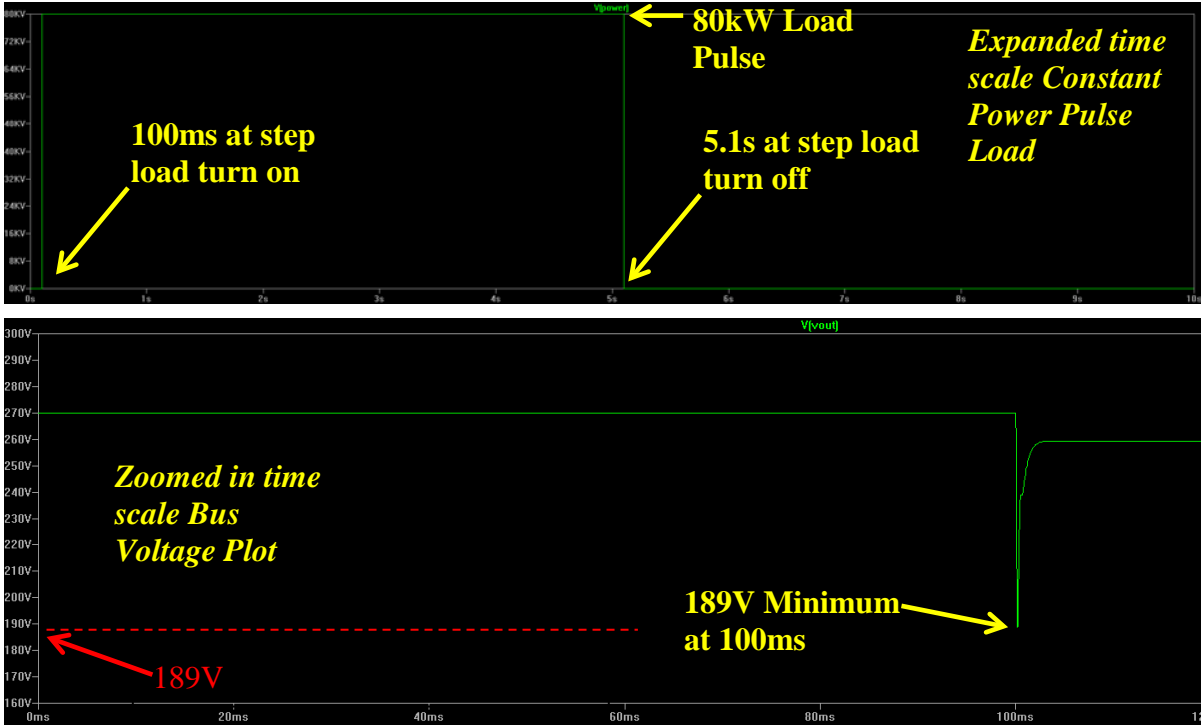 V(power)
80KV
72KV
64KV
56KV
48KV
40KV
32KV
24KV
16KV
8KV
0KV
0s 1s 2s 3s 4s 5s 6s 7s 8s 9s 10s
80kW Load
Pulse
Expanded time
scale Constant
Power Pulse
Load
100ms at step
load turn on
5.1s at step load
turn off
V(vout)
300V
290V
280V
270V
260V
250V
240V
230V
220V
210V
200V
190V
180V
170V
160V
0ms 20ms 40ms 60ms 80ms 100ms
Zoomed in time
scale Bus
Voltage Plot
189V Minimum
at 100ms
189V